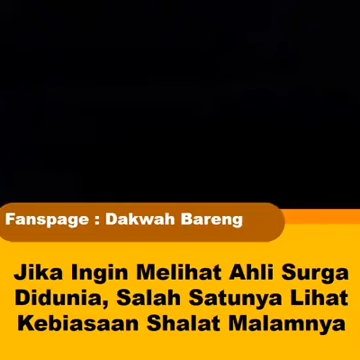 Fanspage : Dakwah Bareng
Jika Ingin Melihat Ahli Surga
Didunia, Salah Satunya Lihat
Kebiasaan Shalat Malamnya